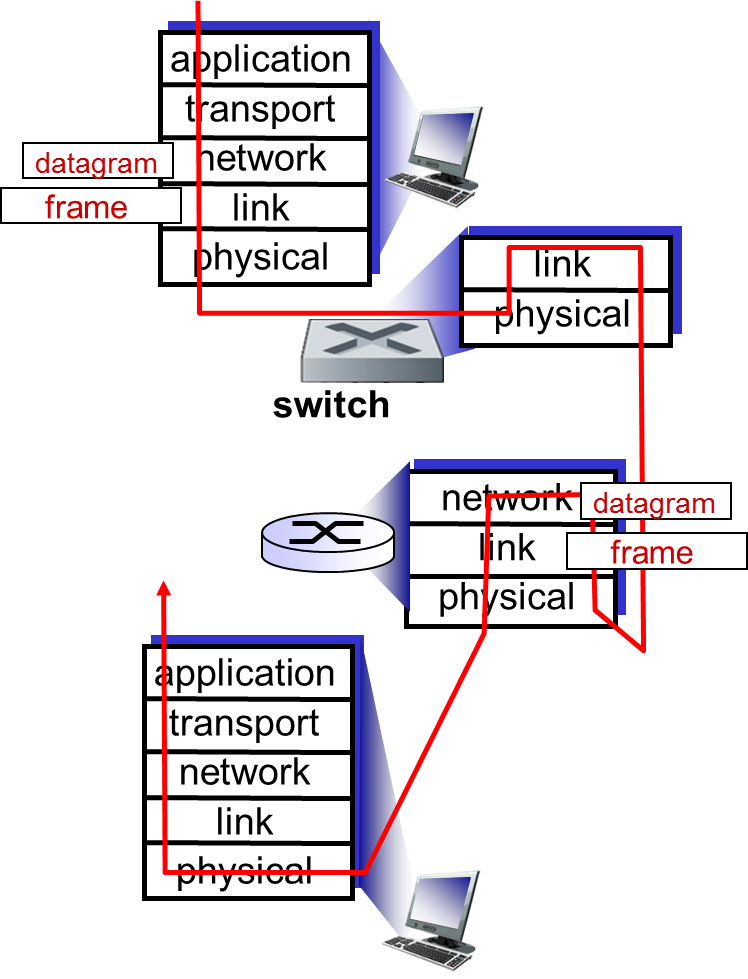 application
transport
datagram
network
frame
link
physical
link
physical
switch
network
datagram
link
frame
physical
application
transport
network
link
physical